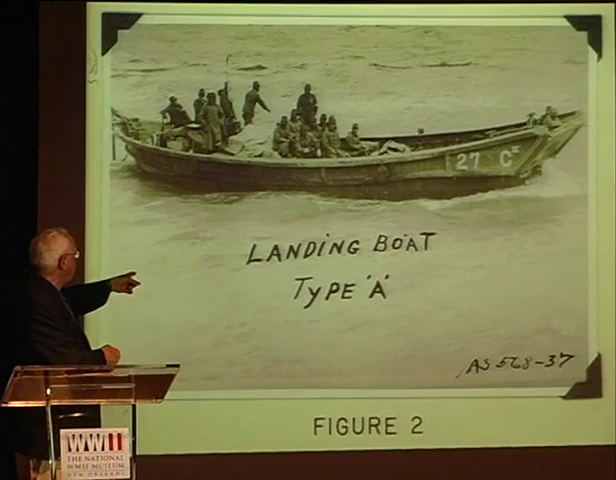 27 C
LANDING BOAT
TYPE 'A'
AS 568-37
FIGURE 2
WWII
THE NATIONAL
WWII MUSEUM
NEW ORLEANS